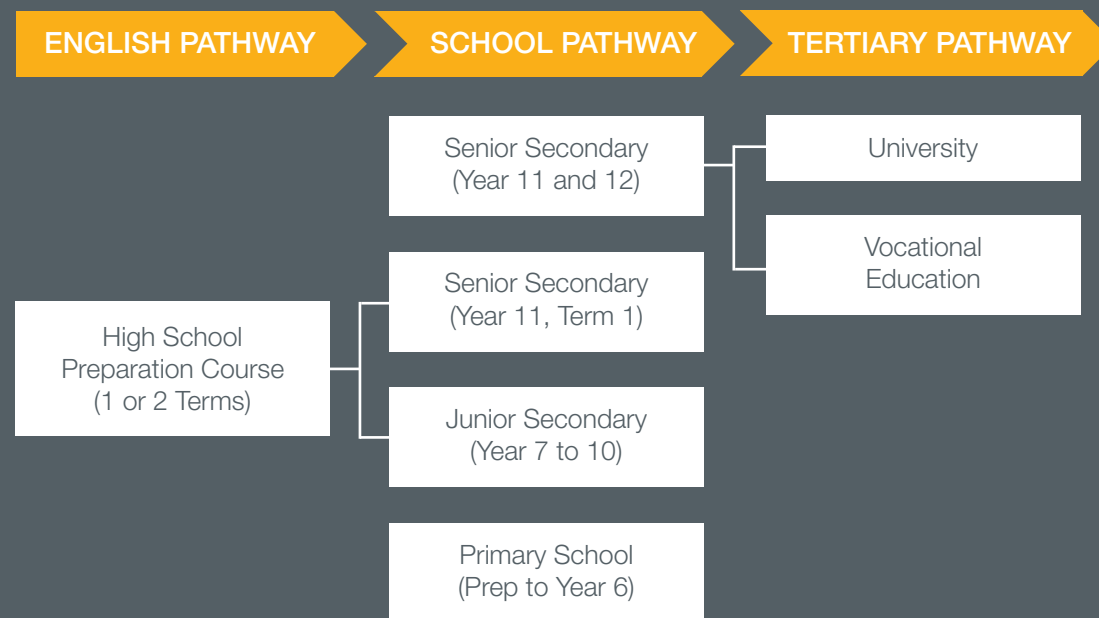 ENGLISH PATHWAY
SCHOOL PATHWAY
TERTIARY PATHWAY
High School
Preparation Course
(1 or 2 Terms)
Senior Secondary
(Year 11 and 12)
Senior Secondary
(Year 11, Term 1)
Junior Secondary
(Year 7 to 10)
Primary School
(Prep to Year 6)
University
Vocational
Education